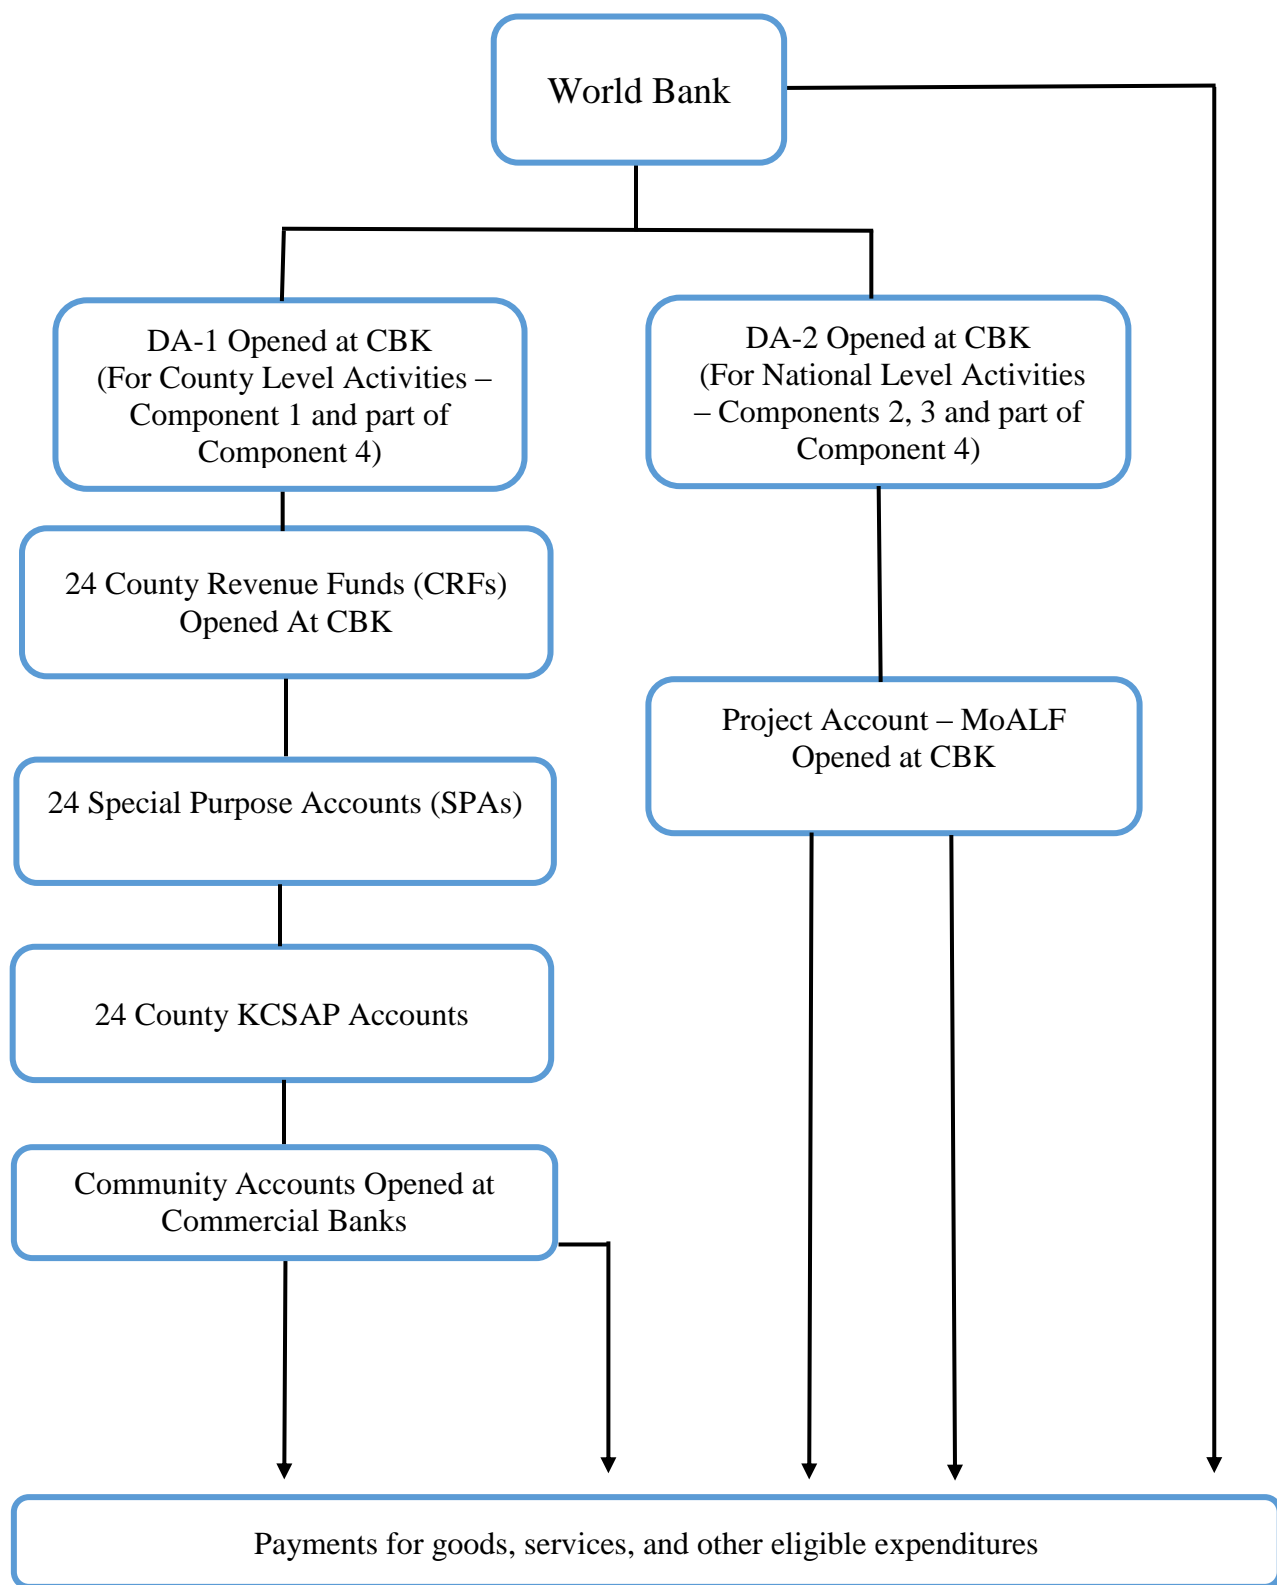 World Bank
DA-1 Opened at CBK
(For County Level Activities –
Component 1 and part of
Component 4)
DA-2 Opened at CBK
(For National Level Activities
– Components 2, 3 and part of
Component 4)
24 County Revenue Funds (CRFs)
Opened At CBK
Project Account – MoALF
Opened at CBK
24 Special Purpose Accounts (SPAs)
24 County KCSAP Accounts
Community Accounts Opened at
Commercial Banks
Payments for goods, services, and other eligible expenditures